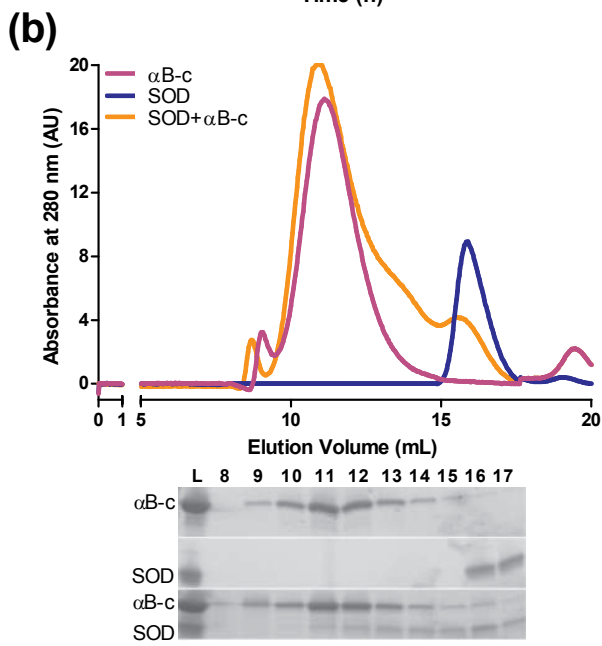 Time (h)
(b)
20
16
12
8
4
0
Absorbance at 280 nm (AU)
αB-c
SOD
SOD+αB-c
0 1 5 10 15 20
Elution Volume (mL)
L 8 9 10 11 12 13 14 15 16 17
αB-c
SOD
αB-c
SOD